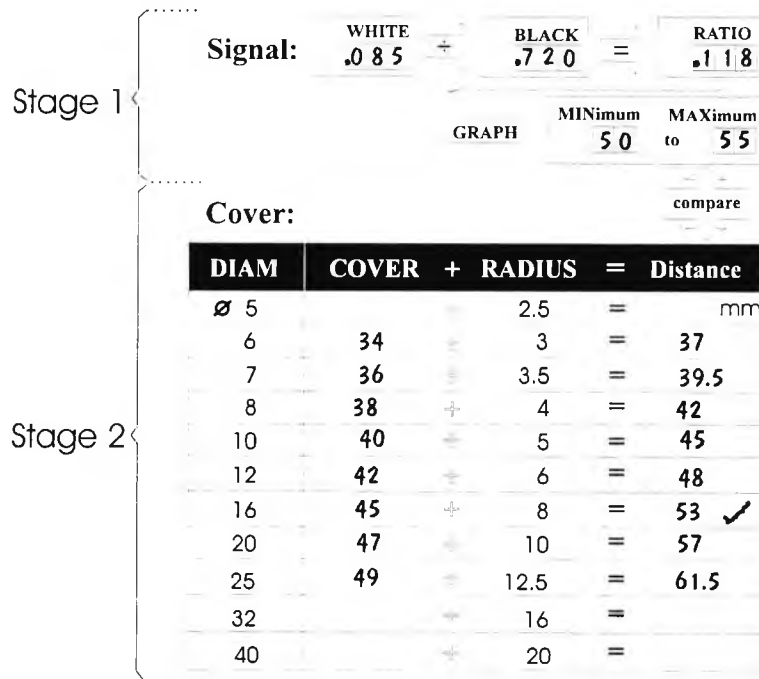 WHITE BLACK RATIO
Signal: .085 ÷ .720 = .118
Stage 1
MINimum MAXimum
GRAPH 50 to 55
compare
Cover:
DIAM COVER + RADIUS = Distance
ø 5 + 2.5 = mm
6 34 + 3 = 37
7 36 + 3.5 = 39.5
8 38 + 4 = 42
Stage 2
10 40 + 5 = 45
12 42 + 6 = 48
16 45 + 8 = 53 ✓
20 47 + 10 = 57
25 49 + 12.5 = 61.5
32 + 16 =
40 + 20 =